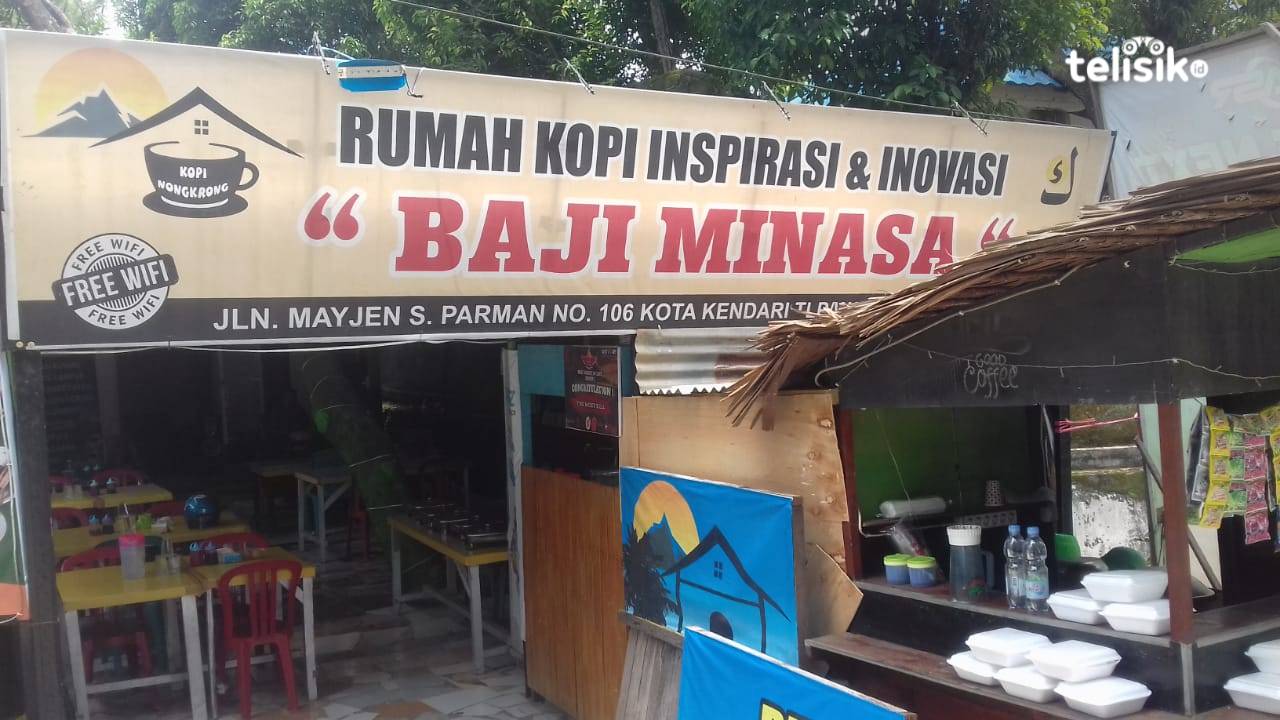 telisik id
RUMAH KOPI INSPIRASI & INOVASI
KOPI
NONGKRONG
“ BAJI MINASA “
FREE WIFI
FREE WIFI
FREE WIFI
JLN. MAYJEN S. PARMAN NO. 106 KOTA KENDARI
GOOD
coffee
CONGRATULATION